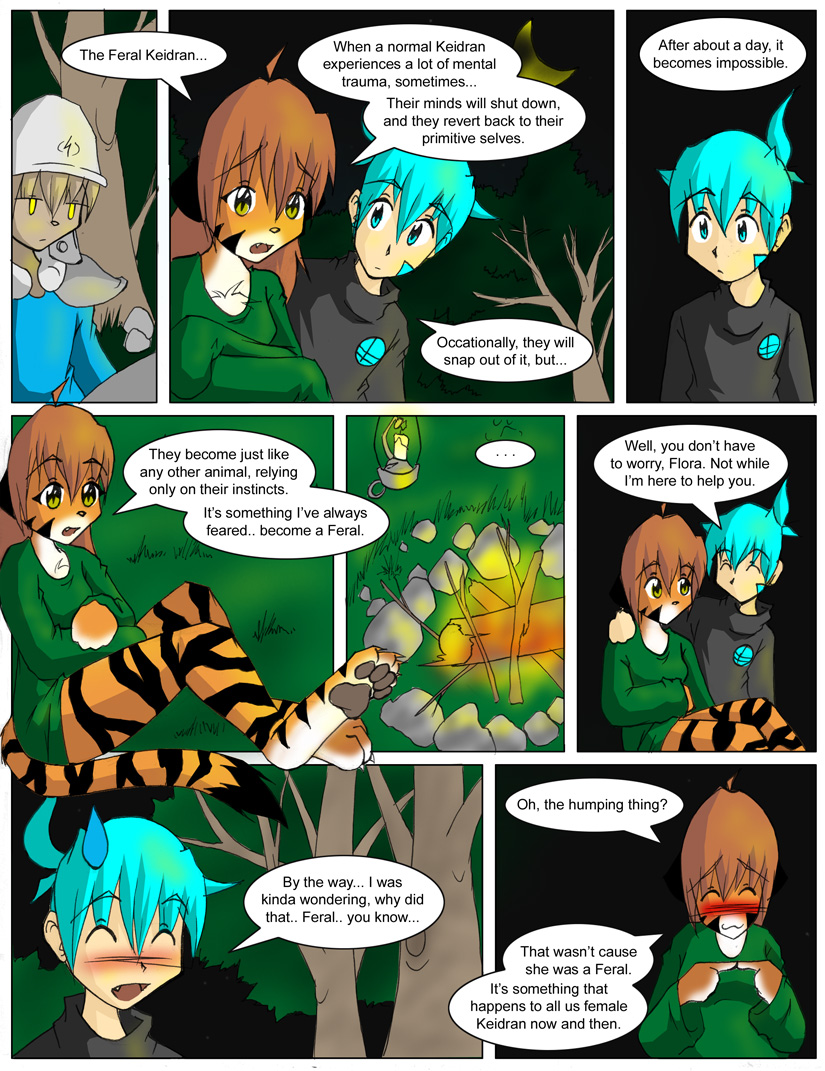 The Feral Keidran...
When a normal Keidran
experiences a lot of mental
trauma, sometimes...
Their minds will shut down,
and they revert back to their
primitive selves.
Occationally, they will
snap out of it, but...
After about a day, it
becomes impossible.
They become just like
any other animal, relying
only on their instincts.
It's something I've always
feared.. become a Feral.
. . .
Well, you don't have
to worry, Flora. Not while
I'm here to help you.
By the way... I was
kinda wondering, why did
that.. Feral.. you know...
Oh, the humping thing?
That wasn't cause
she was a Feral.
It's something that
happens to all us female
Keidran now and then.